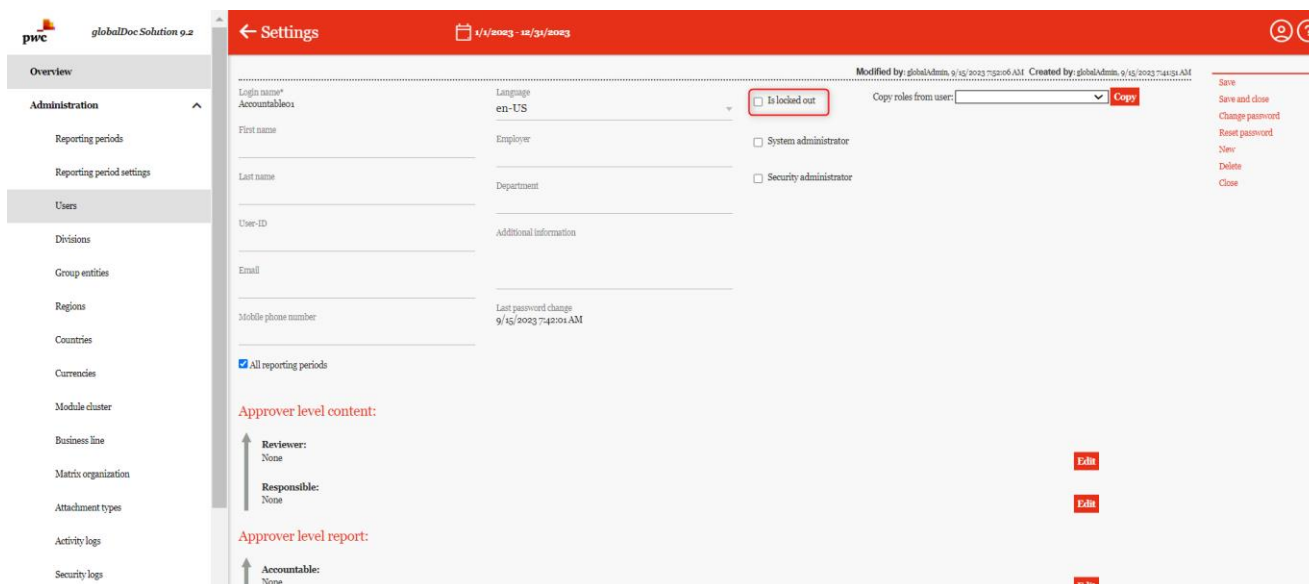 pwc
globalDoc Solution 9.2
Overview
Administration
Reporting periods
Reporting period settings
Users
Divisions
Group entities
Regions
Countries
Currencies
Module cluster
Business line
Matrix organization
Attachment types
Activity logs
Security logs
← Settings
1/1/2023 - 12/31/2023
?
Modified by: globalAdmin, 9/15/2023 7:52:06 AM Created by: globalAdmin, 9/15/2023 7:41:51 AM
Login name*
Accountable01
First name
Last name
User-ID
Email
Mobile phone number
All reporting periods
Language
en-US
Employer
Department
Additional information
Last password change
9/15/2023 7:42:01 AM
Is locked out
System administrator
Security administrator
Copy roles from user:
Copy
Save
Save and close
Change password
Reset password
New
Delete
Close
Approver level content:
Reviewer:
None
Edit
Responsible:
None
Edit
Approver level report:
Accountable:
None
Edit